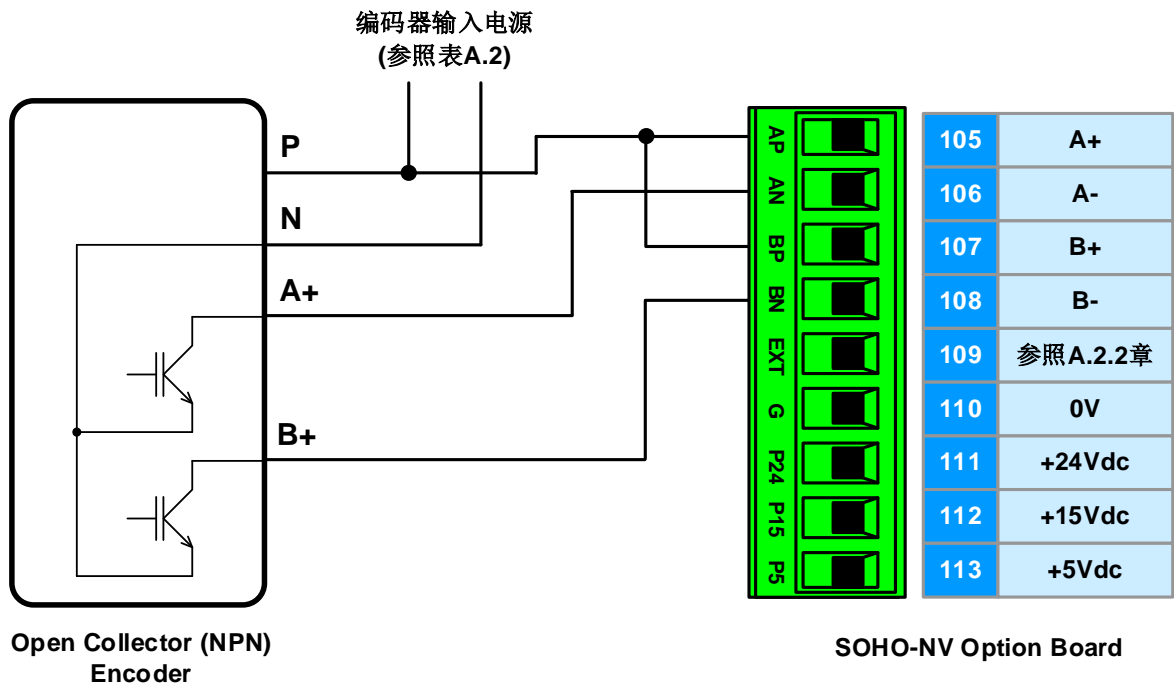 编码器输入电源
(参照表A.2)
P
N
A+
B+
AP
AN
BP
BN
EXT
G
P24
P15
P5
105 A+
106 A-
107 B+
108 B-
109 参照A.2.2章
110 0V
111 +24Vdc
112 +15Vdc
113 +5Vdc
Open Collector (NPN)
Encoder
SOHO-NV Option Board